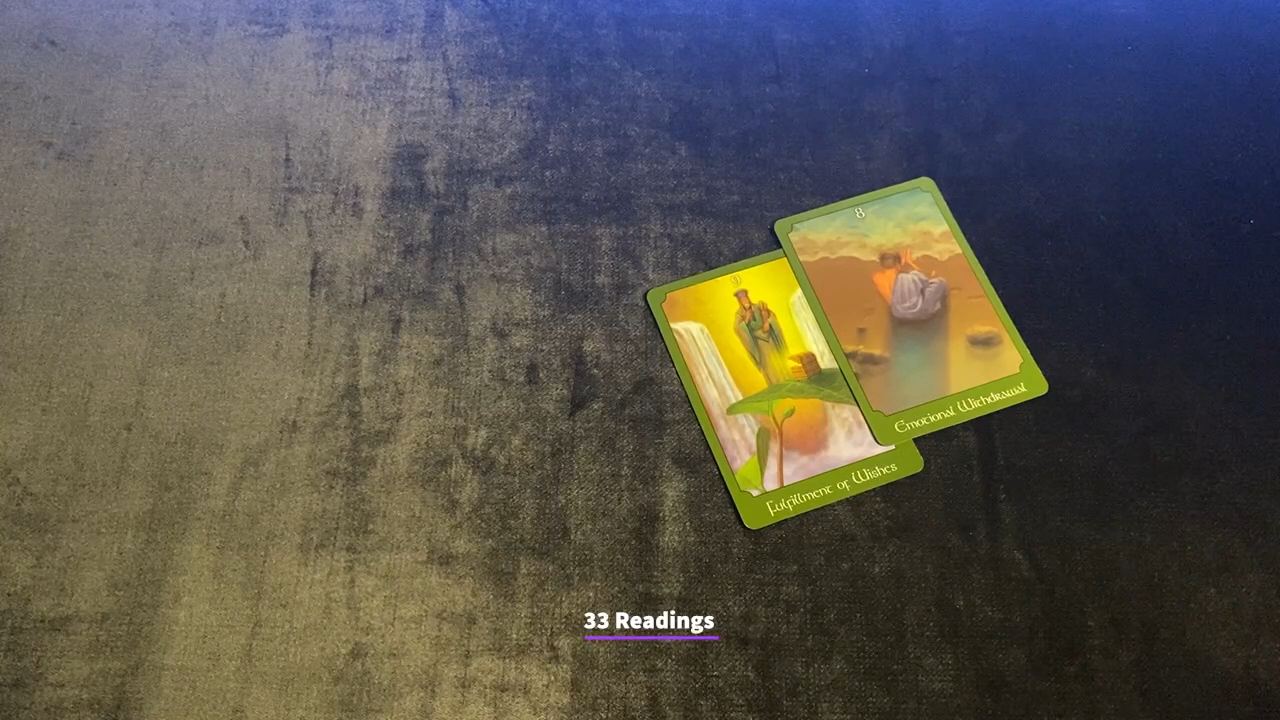 8
9
Emotional Withdrawal
Fulfillment of Wishes
33 Readings